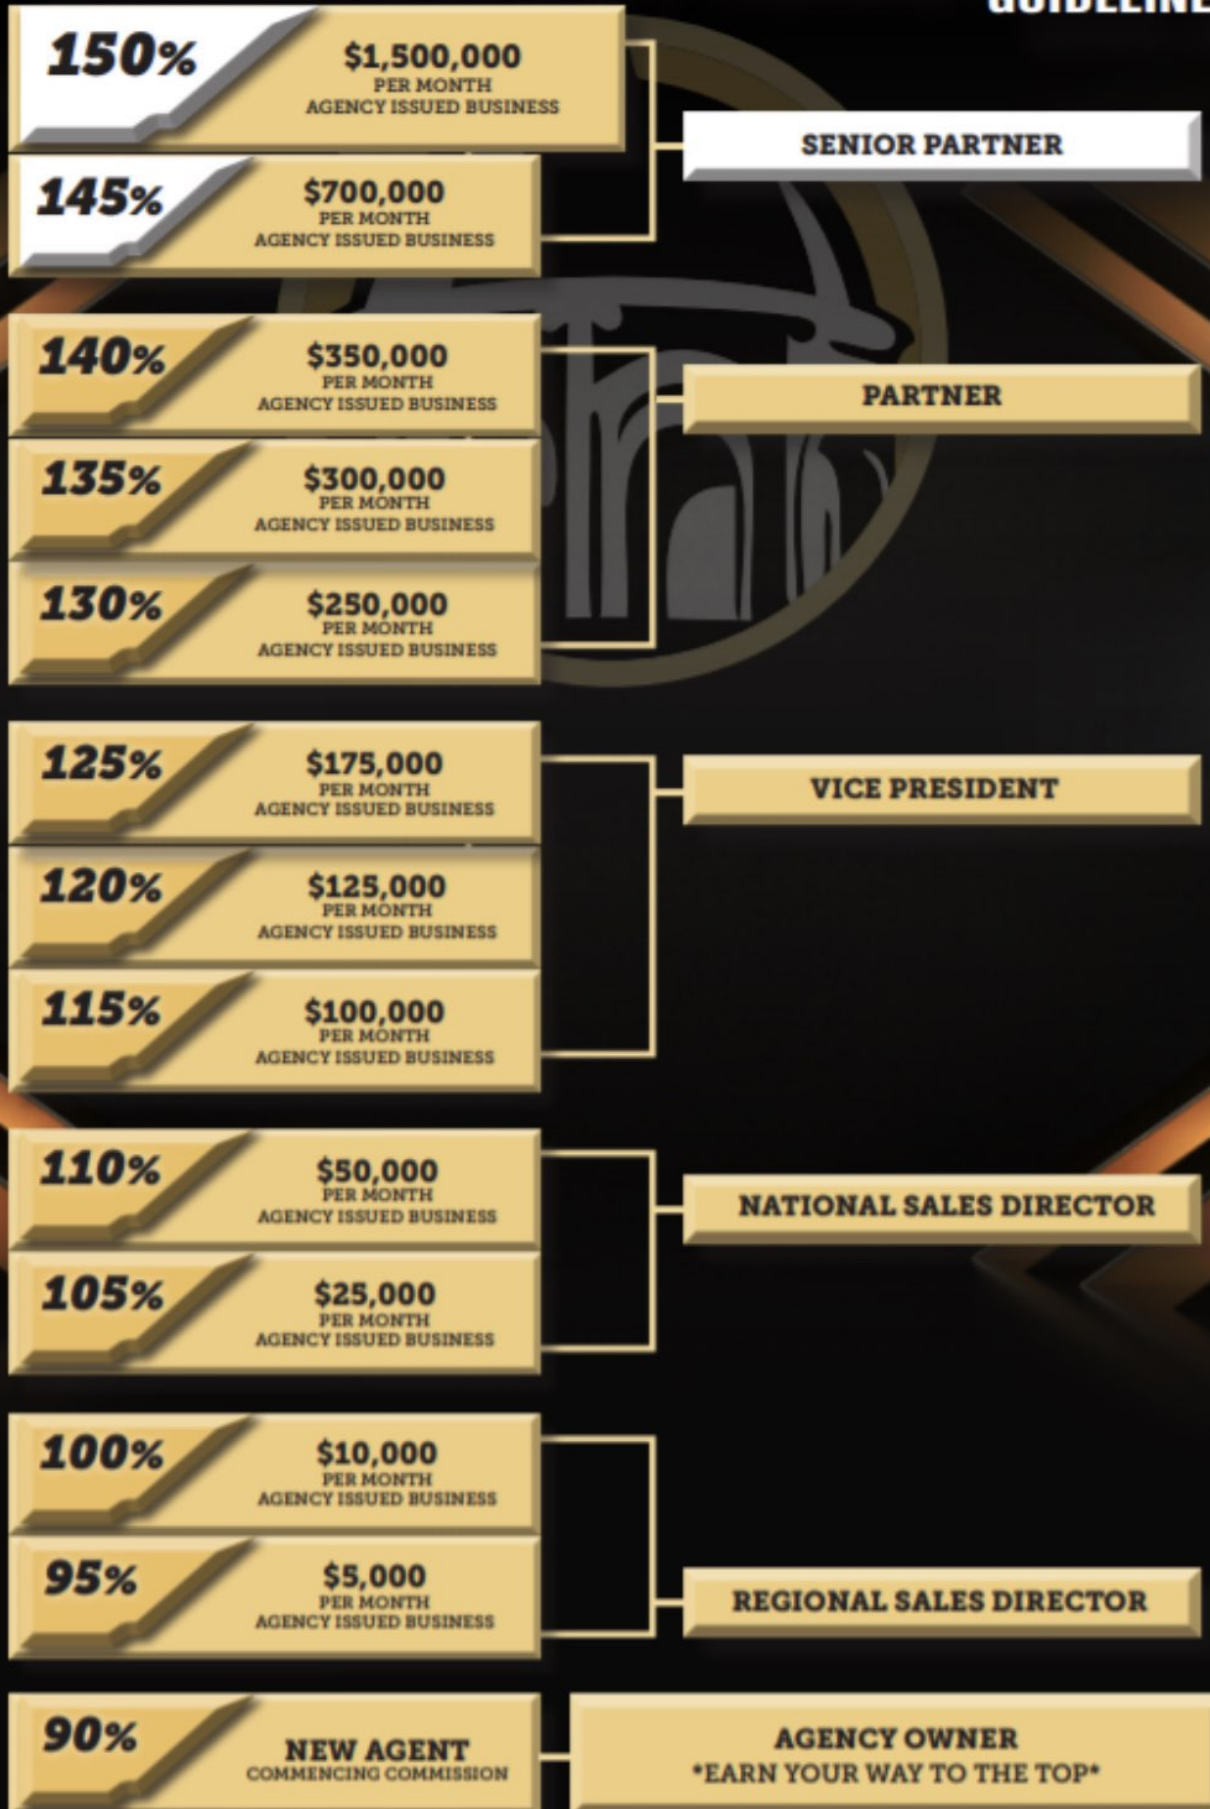 GUIDELINE
150%
$1,500,000
PER MONTH
AGENCY ISSUED BUSINESS
SENIOR PARTNER
145%
$700,000
PER MONTH
AGENCY ISSUED BUSINESS
140%
$350,000
PER MONTH
AGENCY ISSUED BUSINESS
PARTNER
135%
$300,000
PER MONTH
AGENCY ISSUED BUSINESS
130%
$250,000
PER MONTH
AGENCY ISSUED BUSINESS
125%
$175,000
PER MONTH
AGENCY ISSUED BUSINESS
VICE PRESIDENT
120%
$125,000
PER MONTH
AGENCY ISSUED BUSINESS
115%
$100,000
PER MONTH
AGENCY ISSUED BUSINESS
110%
$50,000
PER MONTH
AGENCY ISSUED BUSINESS
NATIONAL SALES DIRECTOR
105%
$25,000
PER MONTH
AGENCY ISSUED BUSINESS
100%
$10,000
PER MONTH
AGENCY ISSUED BUSINESS
95%
$5,000
PER MONTH
AGENCY ISSUED BUSINESS
REGIONAL SALES DIRECTOR
90%
NEW AGENT
COMMENCING COMMISSION
AGENCY OWNER
*EARN YOUR WAY TO THE TOP*